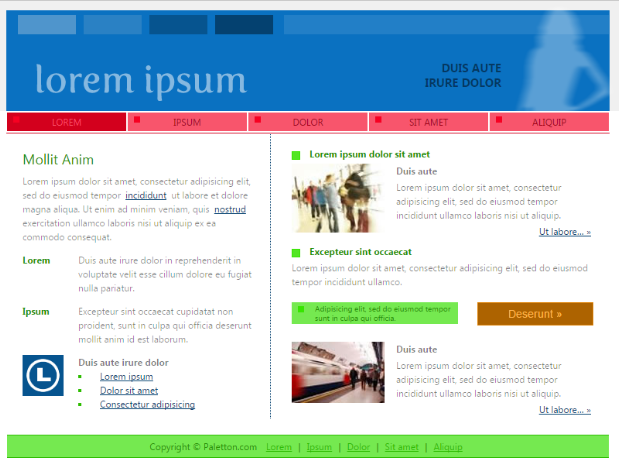 lorem ipsum
DUIS AUTE
IRURE DOLOR
LOREM
IPSUM
DOLOR
SIT AMET
ALIQUIP
Mollit Anim
Lorem ipsum dolor sit amet, consectetur adipisicing elit,
sed do eiusmod tempor incididunt ut labore et dolore
magna aliqua. Ut enim ad minim veniam, quis nostrud
exercitation ullamco laboris nisi ut aliquip ex ea
commodo consequat.
Lorem
Duis aute irure dolor in reprehenderit in
voluptate velit esse cillum dolore eu fugiat
nulla pariatur.
Ipsum
Excepteur sint occaecat cupidatat non
proident, sunt in culpa qui officia deserunt
mollit anim id est laborum.
Duis aute irure dolor
Lorem ipsum
Dolor sit amet
Consectetur adipisicing
Lorem ipsum dolor sit amet
Duis aute
Lorem ipsum dolor sit amet, consectetur
adipisicing elit, sed do eiusmod tempor
incididunt ullamco laboris nisi ut aliquip.
Ut labore... »
Excepteur sint occaecat
Lorem ipsum dolor sit amet, consectetur adipisicing elit, sed do eiusmod
tempor incididunt ullamco.
Adipisicing elit, sed do eiusmod tempor
sunt in culpa qui officia.
Deserunt »
Duis aute
Lorem ipsum dolor sit amet, consectetur
adipisicing elit, sed do eiusmod tempor
incididunt ullamco laboris nisi ut aliquip.
Ut labore... »
Copyright © Paletton.com Lorem | Ipsum | Dolor | Sit amet | Aliquip